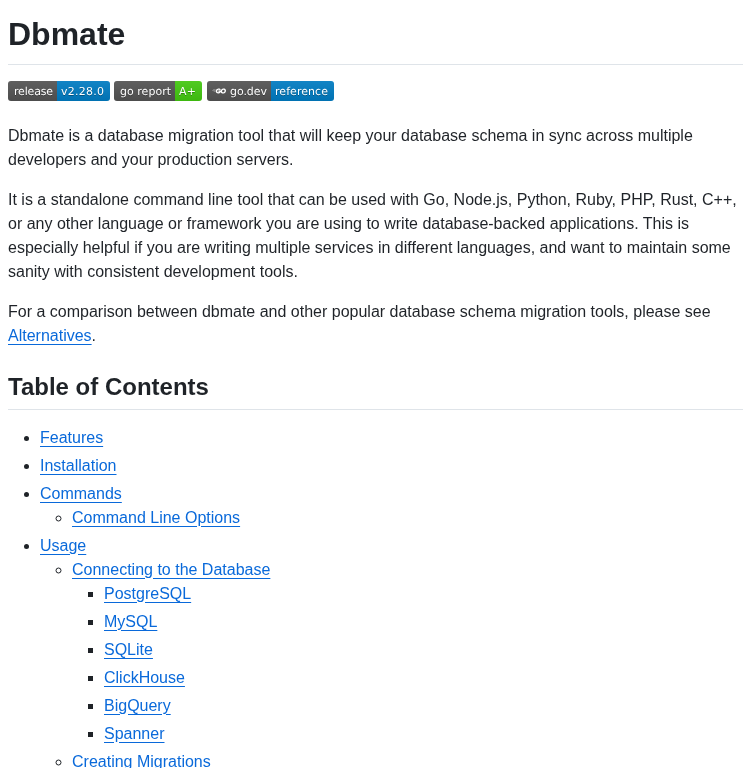 Dbmate
release v2.28.0 go report A+ go.dev reference
Dbmate is a database migration tool that will keep your database schema in sync across multiple
developers and your production servers.
It is a standalone command line tool that can be used with Go, Node.js, Python, Ruby, PHP, Rust, C++,
or any other language or framework you are using to write database-backed applications. This is
especially helpful if you are writing multiple services in different languages, and want to maintain some
sanity with consistent development tools.
For a comparison between dbmate and other popular database schema migration tools, please see
Alternatives.
Table of Contents
Features
Installation
Commands
Command Line Options
Usage
Connecting to the Database
PostgreSQL
MySQL
SQLite
ClickHouse
BigQuery
Spanner
Creating Migrations